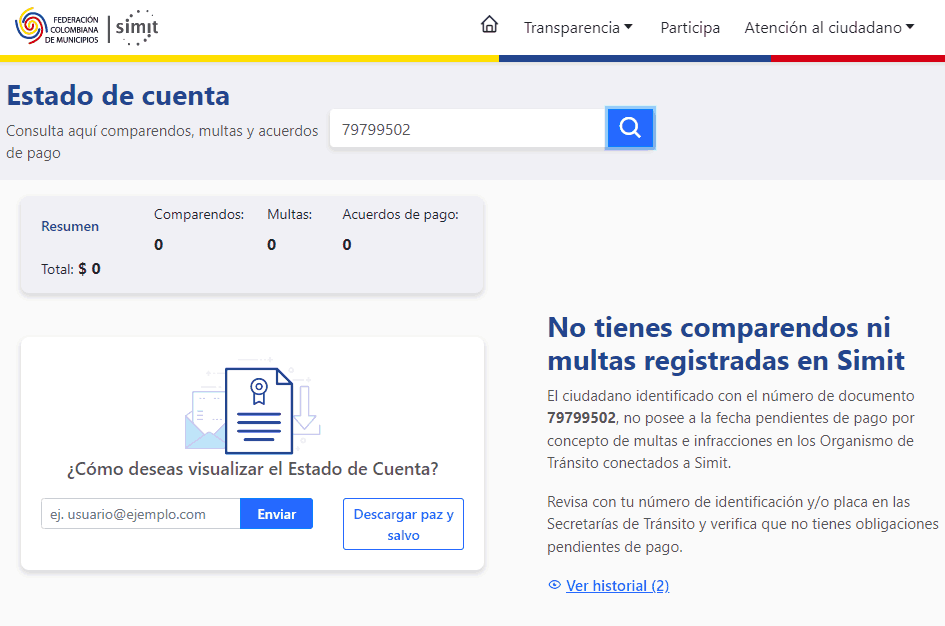 FEDERACIÓN
COLOMBIANA
DE MUNICIPIOS
simit
Transparencia
Participa
Atención al ciudadano
Estado de cuenta
Consulta aquí comparendos, multas y acuerdos
de pago
79799502
Resumen
Comparendos:
Multas:
Acuerdos de pago:
0
0
0
Total: $ 0
¿Cómo deseas visualizar el Estado de Cuenta?
ej. usuario@ejemplo.com
Enviar
Descargar paz y
salvo
No tienes comparendos ni
multas registradas en Simit
El ciudadano identificado con el número de documento
79799502, no posee a la fecha pendientes de pago por
concepto de multas e infracciones en los Organismo de
Tránsito conectados a Simit.
Revisa con tu número de identificación y/o placa en las
Secretarías de Tránsito y verifica que no tienes obligaciones
pendientes de pago.
Ver historial (2)